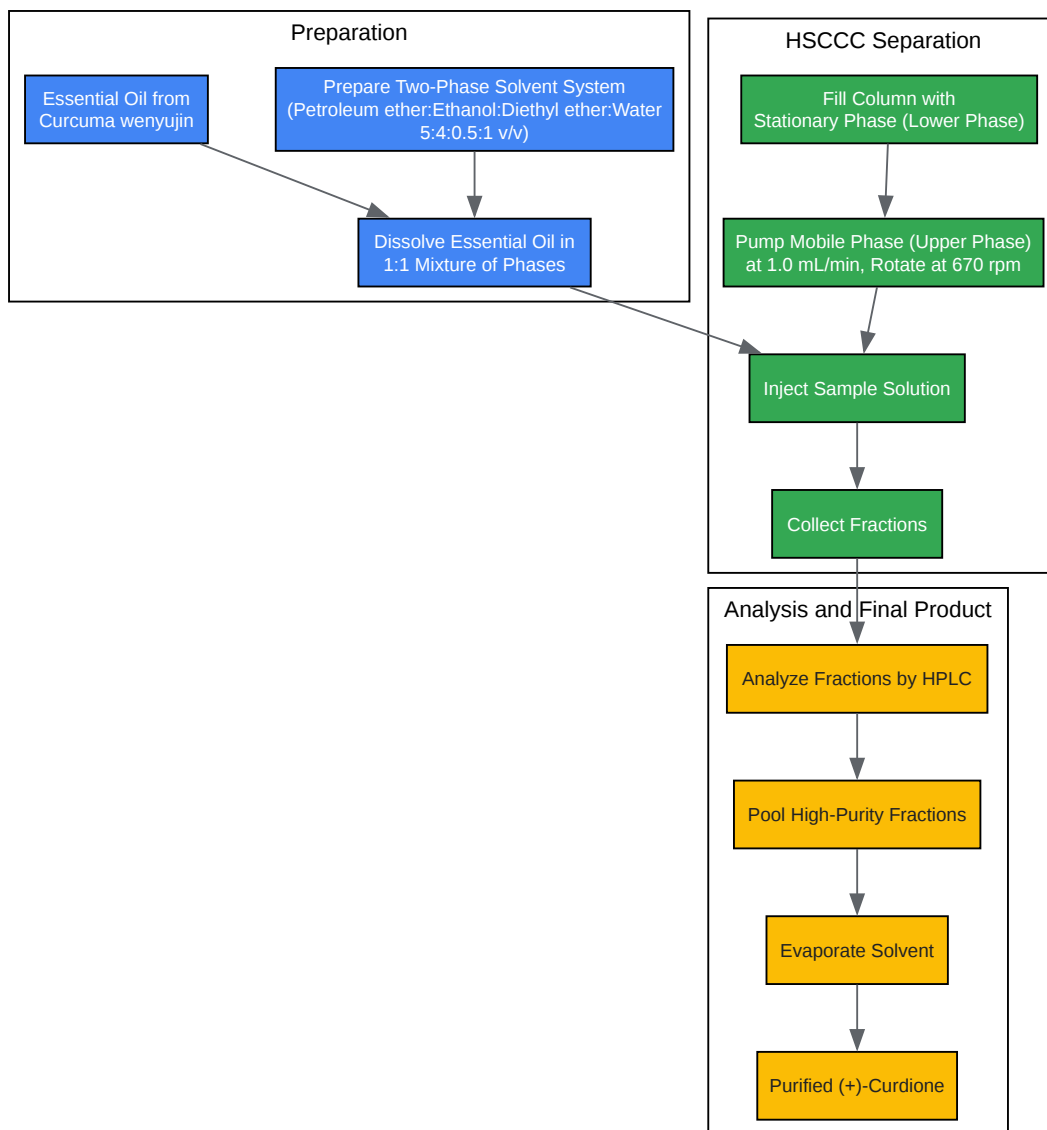 Preparation
Essential Oil from
Curcuma wenyujin
Prepare Two-Phase Solvent System
(Petroleum ether:Ethanol:Diethyl ether:Water
5:4:0.5:1 v/v)
Dissolve Essential Oil in
1:1 Mixture of Phases
HSCCC Separation
Fill Column with
Stationary Phase (Lower Phase)
Pump Mobile Phase (Upper Phase)
at 1.0 mL/min, Rotate at 670 rpm
Inject Sample Solution
Collect Fractions
Analysis and Final Product
Analyze Fractions by HPLC
Pool High-Purity Fractions
Evaporate Solvent
Purified (+)-Curdione